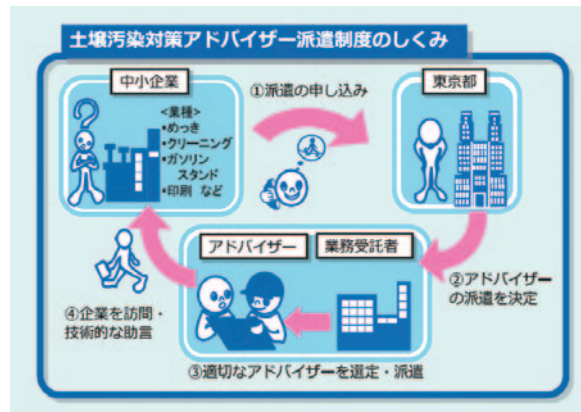 土壌汚染対策アドバイザー派遣制度のしくみ
中小企業
<業種>
•めっき
•クリーニング
•ガソリン
スタンド
•印刷 など
①派遣の申し込み
東京都
②アドバイザー
の派遣を決定
アドバイザー
業務受託者
③適切なアドバイザーを選定・派遣
④企業を訪問・
技術的な助言